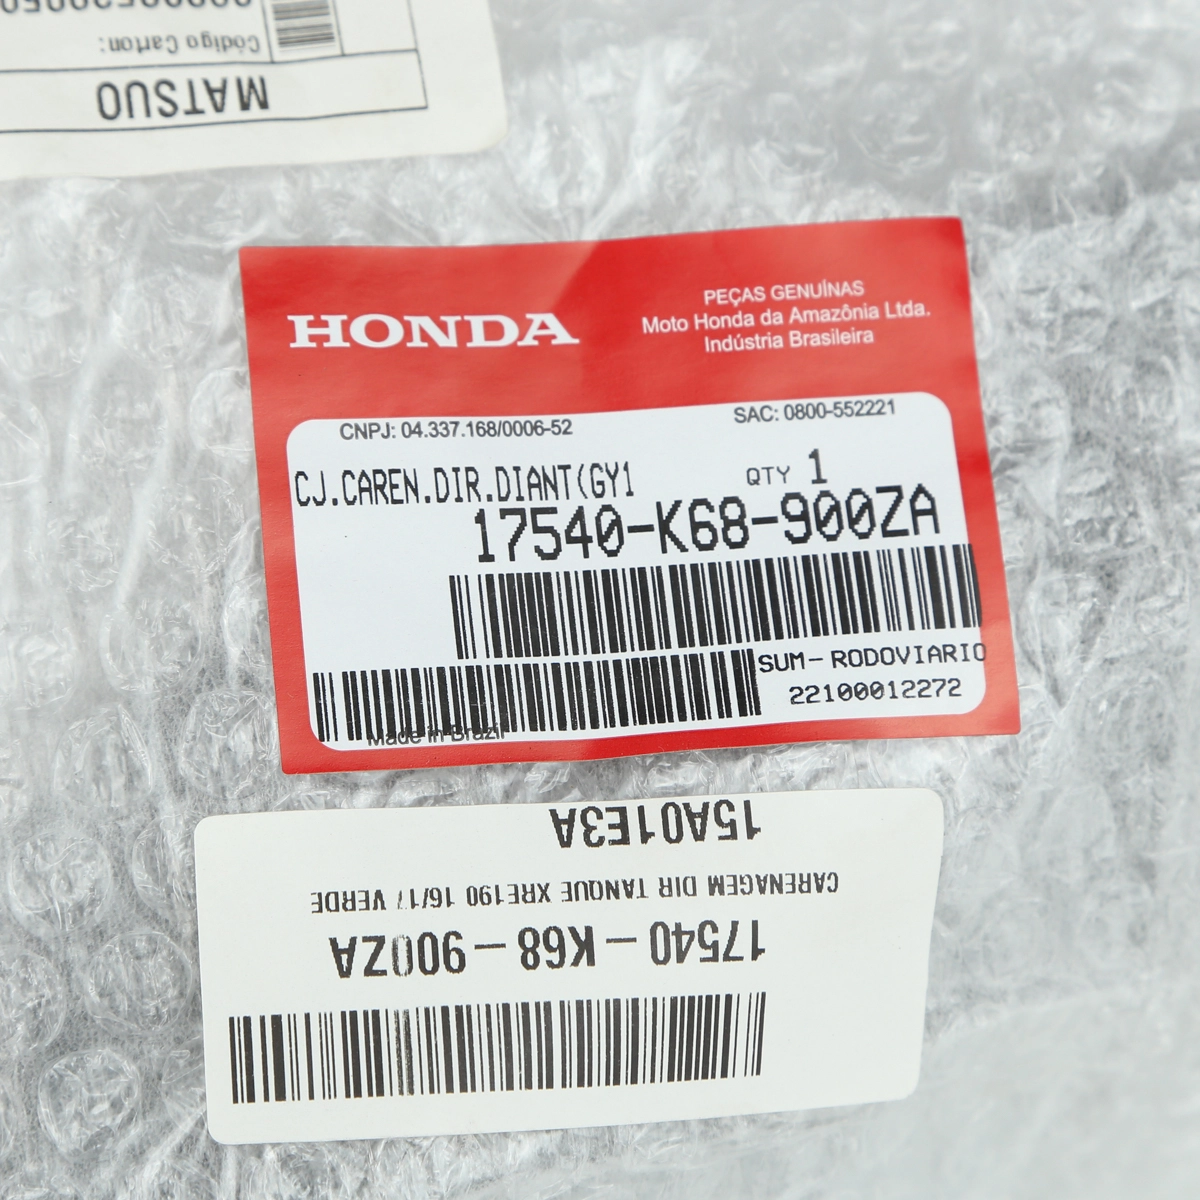 Código Carton:
MATSUO
HONDA
PEÇAS GENUÍNAS
Moto Honda da Amazônia Ltda.
Indústria Brasileira
CNPJ: 04.337.168/0006-52
SAC: 0800-552221
CJ.CAREN.DIR.DIANT(GY1
QTY 1
17540-K68-900ZA
SUM-RODOVIARIO
22100012272
Made in Brazil
15A01E3A
CARENAGEM DIR TANQUE XRE190 16/17 VERDE
17540-K68-900ZA